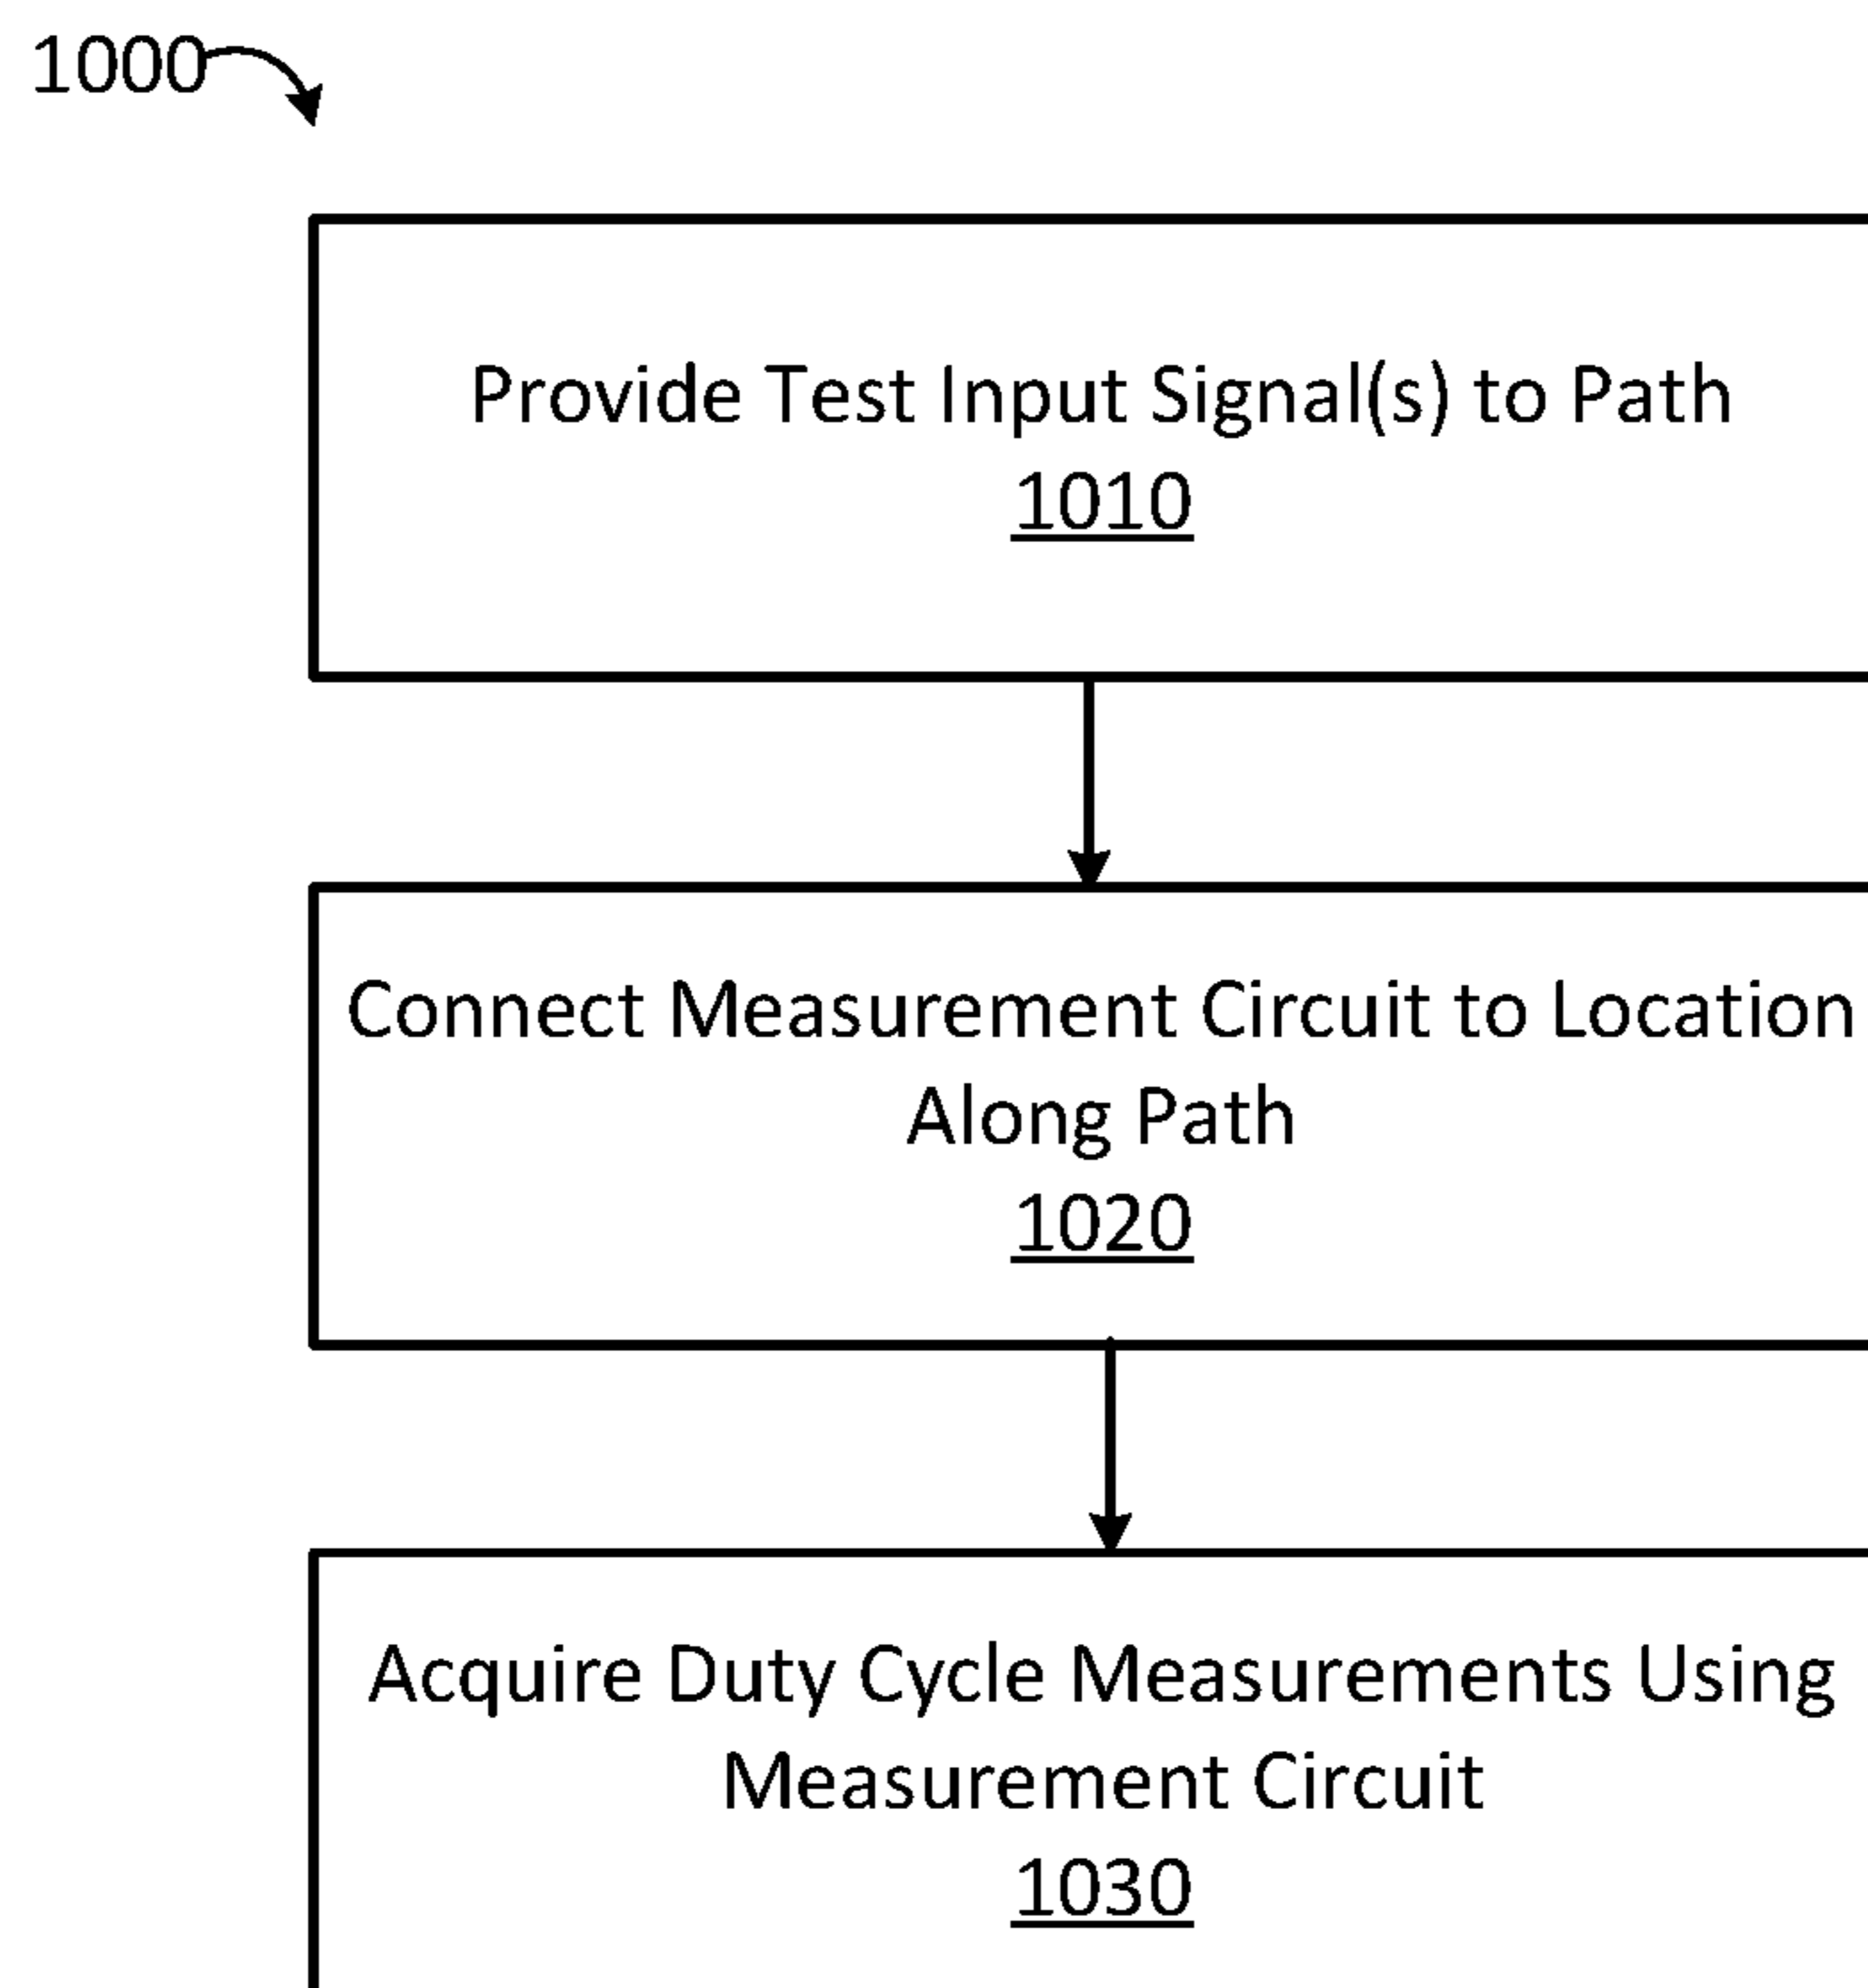 1000
Provide Test Input Signal(s) to Path
1010
Connect Measurement Circuit to Location
Along Path
1020
Acquire Duty Cycle Measurements Using
Measurement Circuit
1030